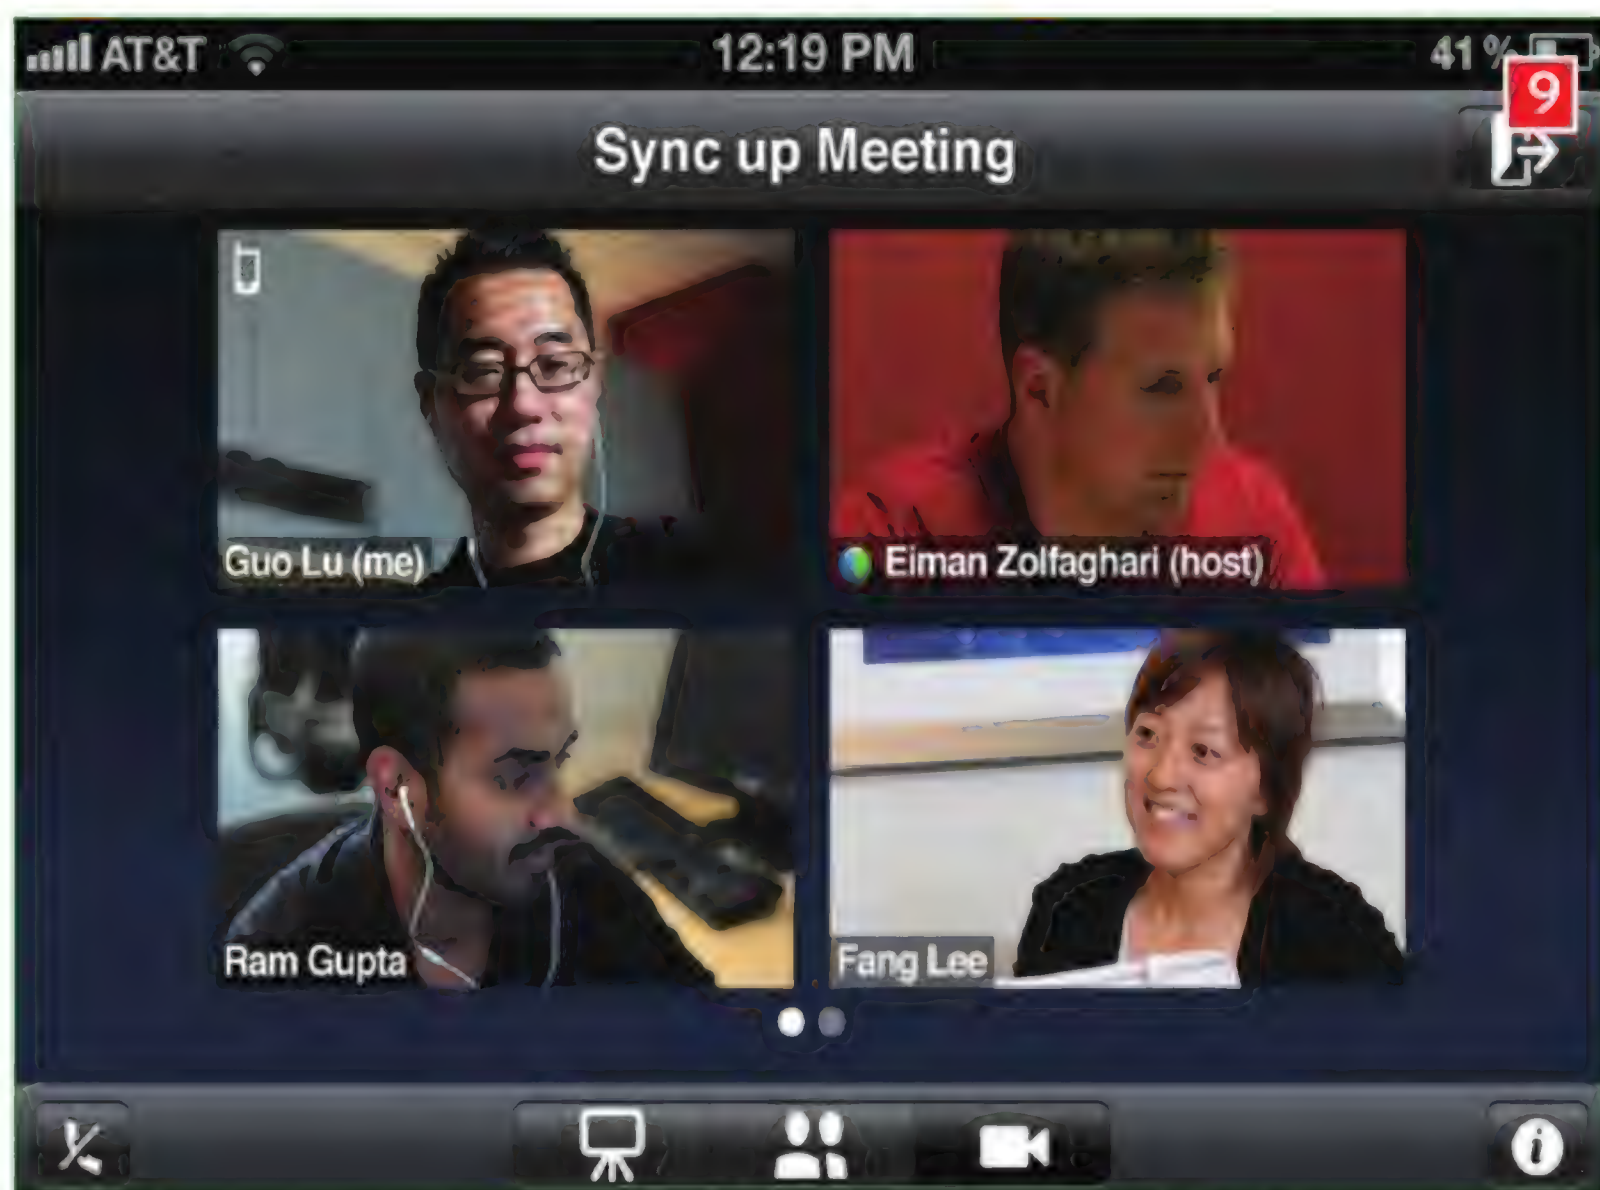 AT&T 12:19 PM 41%
9
Sync up Meeting
Guo Lu (me)
Eiman Zolfaghari (host)
Ram Gupta
Fang Lee
i